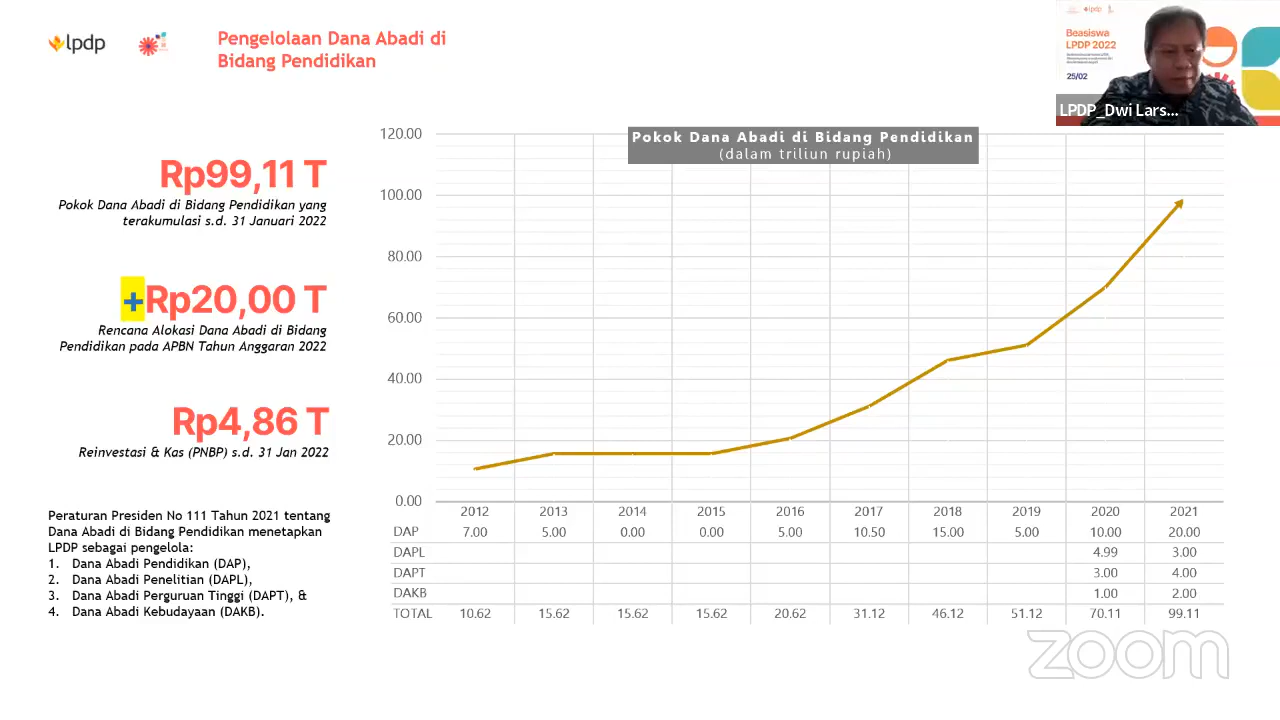 lpdp
Pengelolaan Dana Abadi di
Bidang Pendidikan
lpdp
Beasiswa
LPDP 2022
25/02
LPDP_Dwi Lars...
Rp99,11 T
Pokok Dana Abadi di Bidang Pendidikan yang
terakumulasi s.d. 31 Januari 2022
+Rp20,00 T
Rencana Alokasi Dana Abadi di Bidang
Pendidikan pada APBN Tahun Anggaran 2022
Rp4,86 T
Reinvestasi & Kas (PNBP) s.d. 31 Jan 2022
Peraturan Presiden No 111 Tahun 2021 tentang
Dana Abadi di Bidang Pendidikan menetapkan
LPDP sebagai pengelola:
1. Dana Abadi Pendidikan (DAP),
2. Dana Abadi Penelitian (DAPL),
3. Dana Abadi Perguruan Tinggi (DAPT), &
4. Dana Abadi Kebudayaan (DAKB).
Pokok Dana Abadi di Bidang Pendidikan
(dalam triliun rupiah)
120.00
100.00
80.00
60.00
40.00
20.00
0.00
2012 2013 2014 2015 2016 2017 2018 2019 2020 2021
DAP 7.00 5.00 0.00 0.00 5.00 10.50 15.00 5.00 10.00 20.00
DAPL 4.99 3.00
DAPT 3.00 4.00
DAKB 1.00 2.00
TOTAL 10.62 15.62 15.62 15.62 20.62 31.12 46.12 51.12 70.11 99.11
zoom